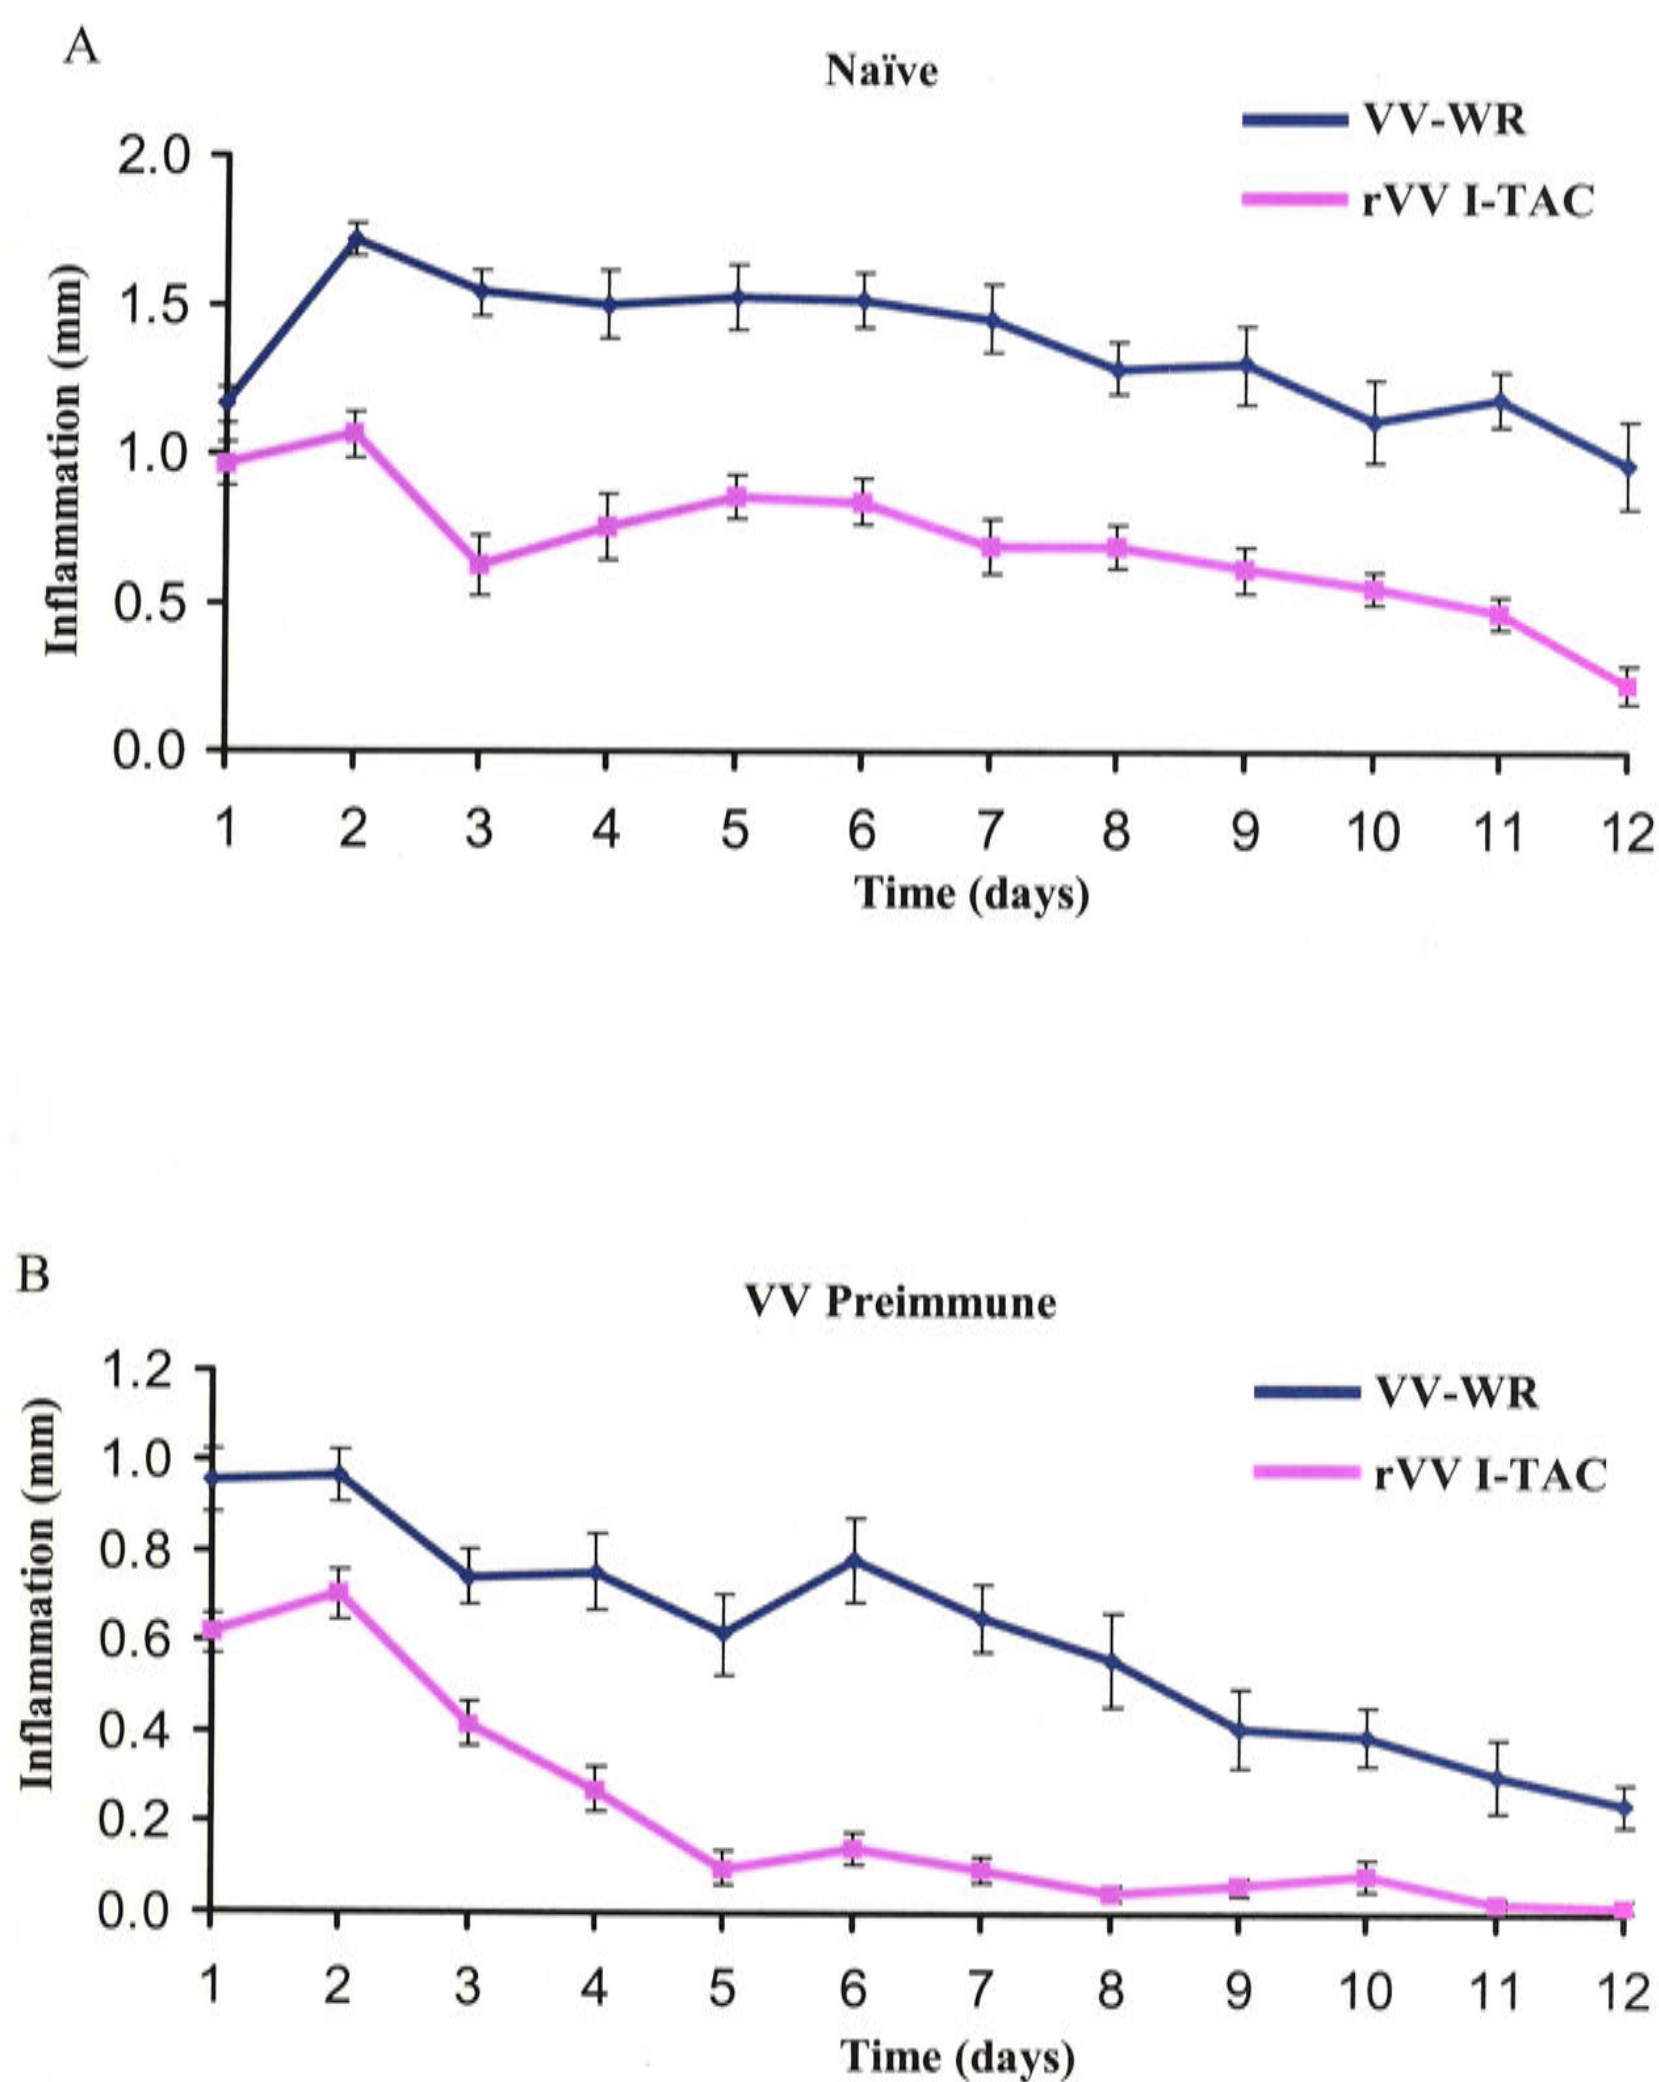 A
Naïve
VV-WR
rVV I-TAC
2.0
1.5
1.0
0.5
0.0
Inflammation (mm)
1 2 3 4 5 6 7 8 9 10 11 12
Time (days)
B
VV Preimmune
VV-WR
rVV I-TAC
1.2
1.0
0.8
0.6
0.4
0.2
0.0
Inflammation (mm)
1 2 3 4 5 6 7 8 9 10 11 12
Time (days)